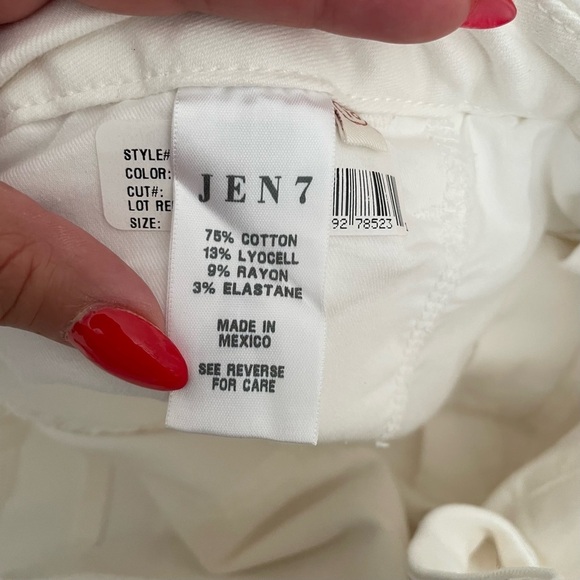 STYLE#
COLOR:
CUT#:
LOT RE
SIZE:
JEN7
75% COTTON
13% LYOCELL
9% RAYON
3% ELASTANE
MADE IN
MEXICO
SEE REVERSE
FOR CARE
92 78523